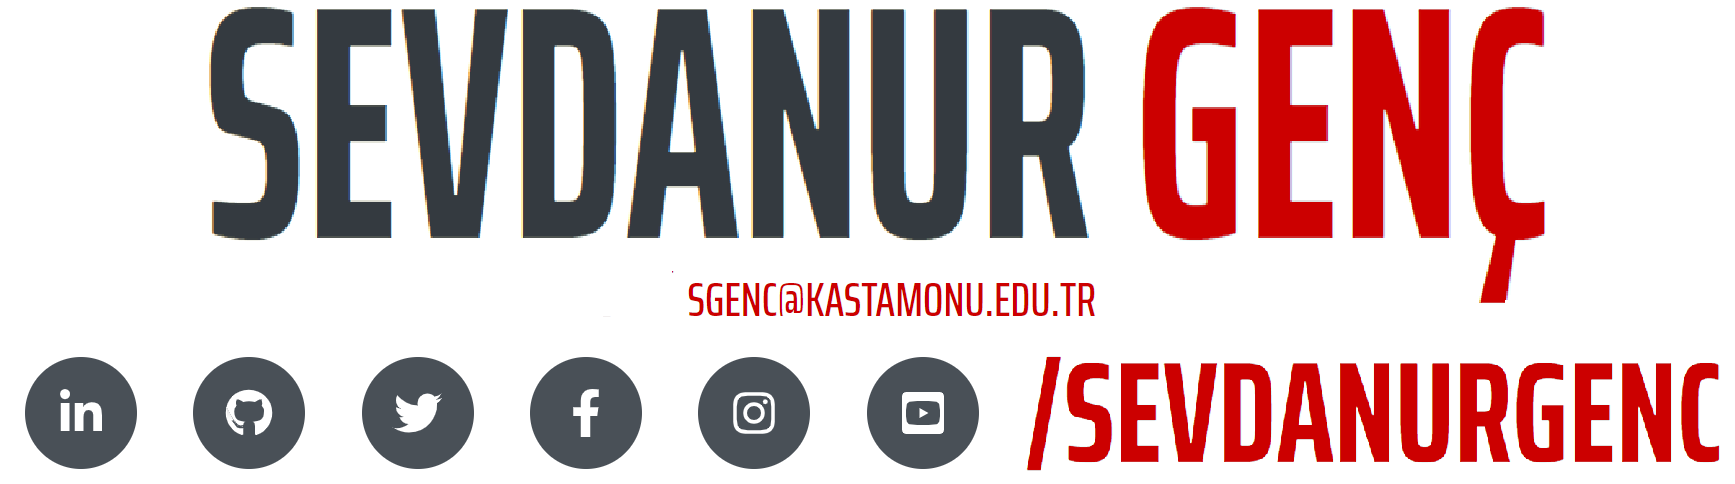 SEVDANUR GENÇ
SGENC@KASTAMONU.EDU.TR
/SEVDANURGENC